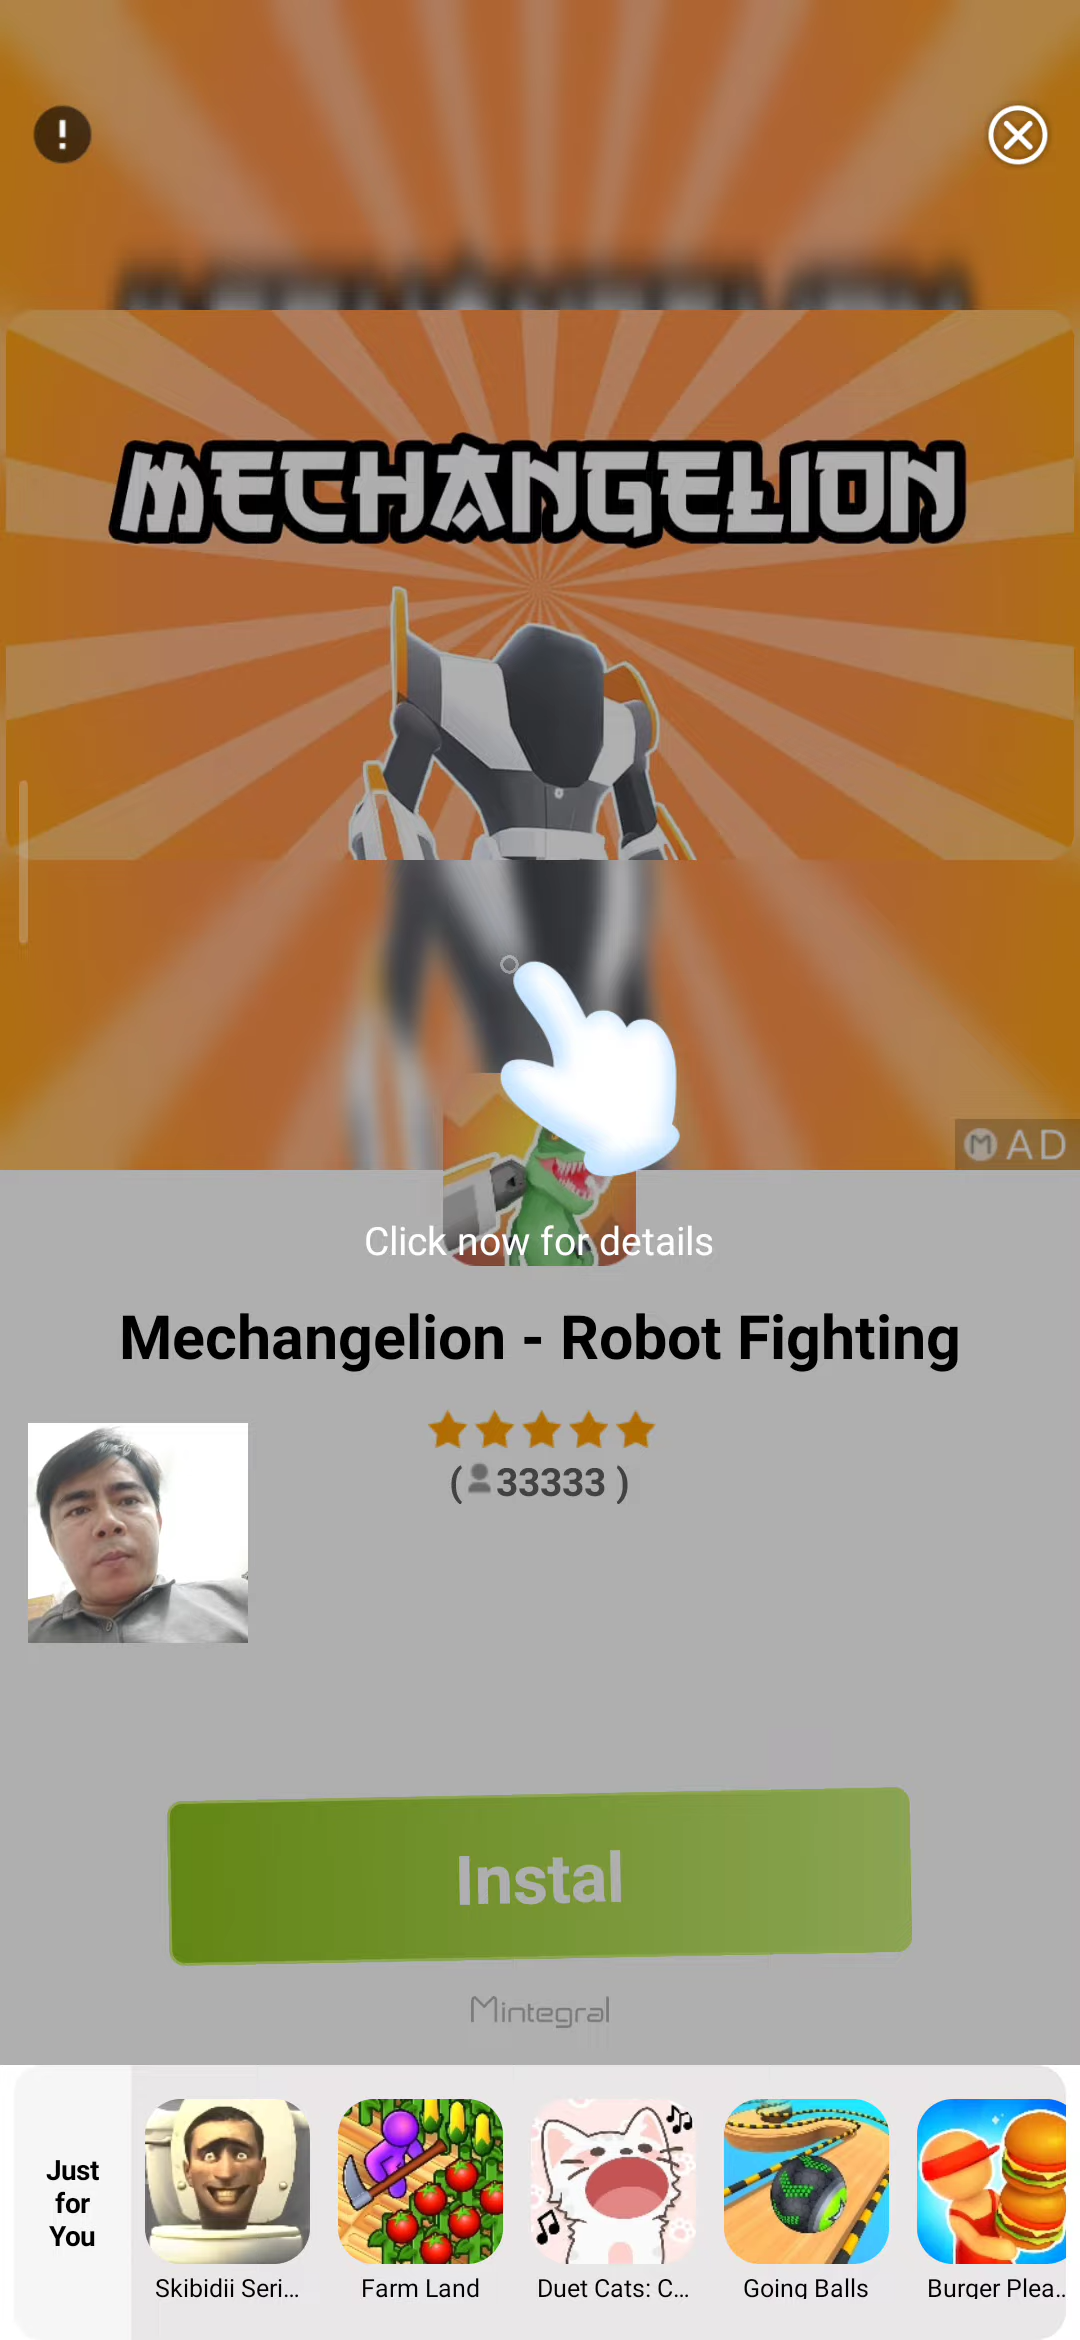 MECHANGELION
AD
Click now for details
Mechangelion - Robot Fighting
(33333 )
Instal
Mintegral
Just
for
You
Skibidii Seri...
Farm Land
Duet Cats: C...
Going Balls
Burger Plea..